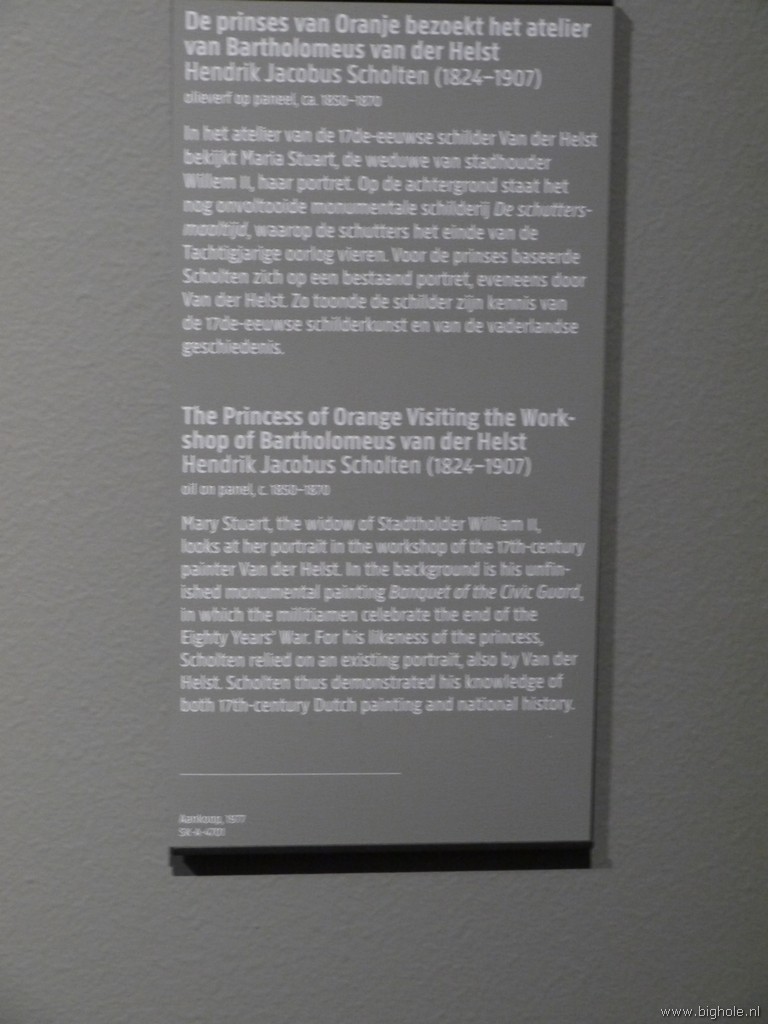 De prinses van Oranje bezoekt het atelier
van Bartholomeus van der Helst
Hendrik Jacobus Scholten (1824–1907)
olieverf op paneel, ca. 1850–1870
In het atelier van de 17de-eeuwse schilder Van der Helst
bekijkt Maria Stuart, de weduwe van stadhouder
Willem II, haar portret. Op de achtergrond staat het
nog onvoltooide monumentale schilderij De schutters-
maaltijd, waarop de schutters het einde van de
Tachtigjarige oorlog vieren. Voor de prinses baseerde
Scholten zich op een bestaand portret, eveneens door
Van der Helst. Zo toonde de schilder zijn kennis van
de 17de-eeuwse schilderkunst en van de vaderlandse
geschiedenis.
The Princess of Orange Visiting the Work-
shop of Bartholomeus van der Helst
Hendrik Jacobus Scholten (1824–1907)
oil on panel, c. 1850–1870
Mary Stuart, the widow of Stadtholder William II,
looks at her portrait in the workshop of the 17th-century
painter Van der Helst. In the background is his unfin-
ished monumental painting Banquet of the Civic Guard,
in which the militiamen celebrate the end of the
Eighty Years' War. For his likeness of the princess,
Scholten relied on an existing portrait, also by Van der
Helst. Scholten thus demonstrated his knowledge of
both 17th-century Dutch painting and national history.
Aankoop, 1977
SK-A-4701
www.bighole.nl